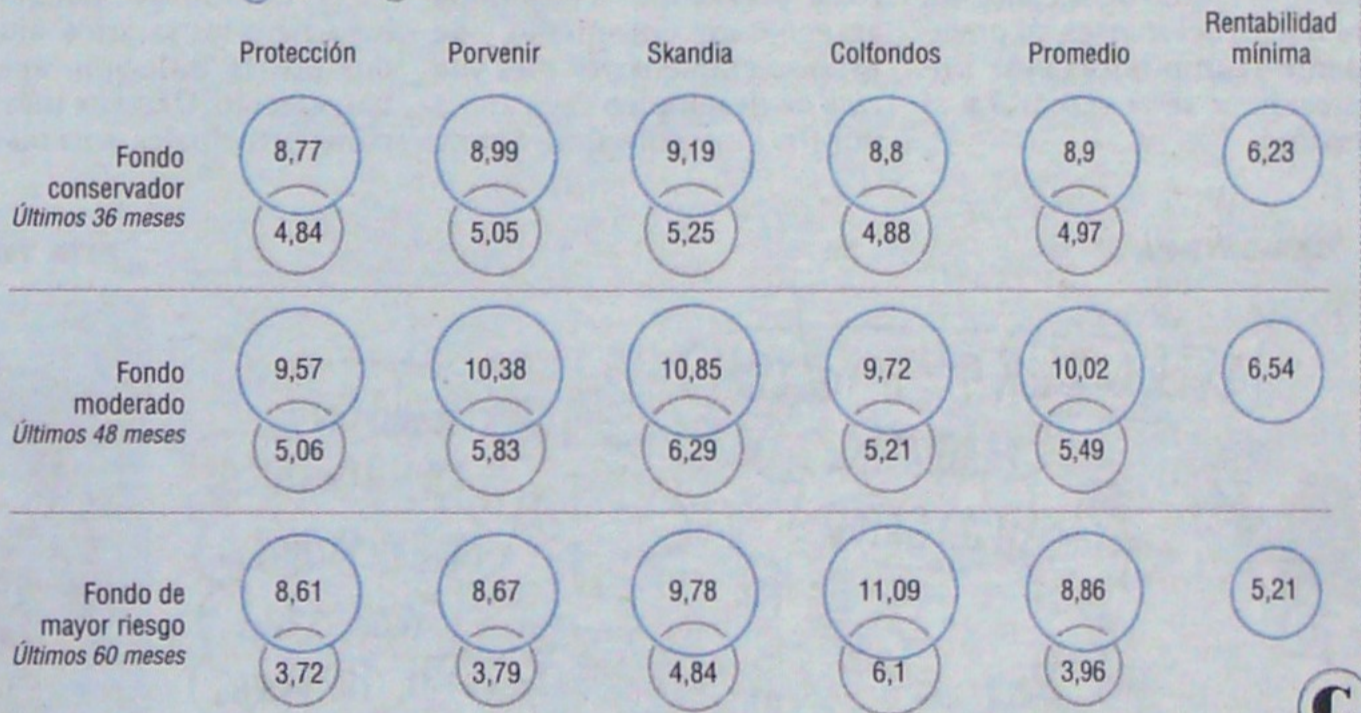 Protección Porvenir Skandia Colfondos Promedio Rentabilidad mínima
Fondo conservador
Últimos 36 meses
8,77 8,99 9,19 8,8 8,9 6,23
4,84 5,05 5,25 4,88 4,97
Fondo moderado
Últimos 48 meses
9,57 10,38 10,85 9,72 10,02 6,54
5,06 5,83 6,29 5,21 5,49
Fondo de mayor riesgo
Últimos 60 meses
8,61 8,67 9,78 11,09 8,86 5,21
3,72 3,79 4,84 6,1 3,96
C